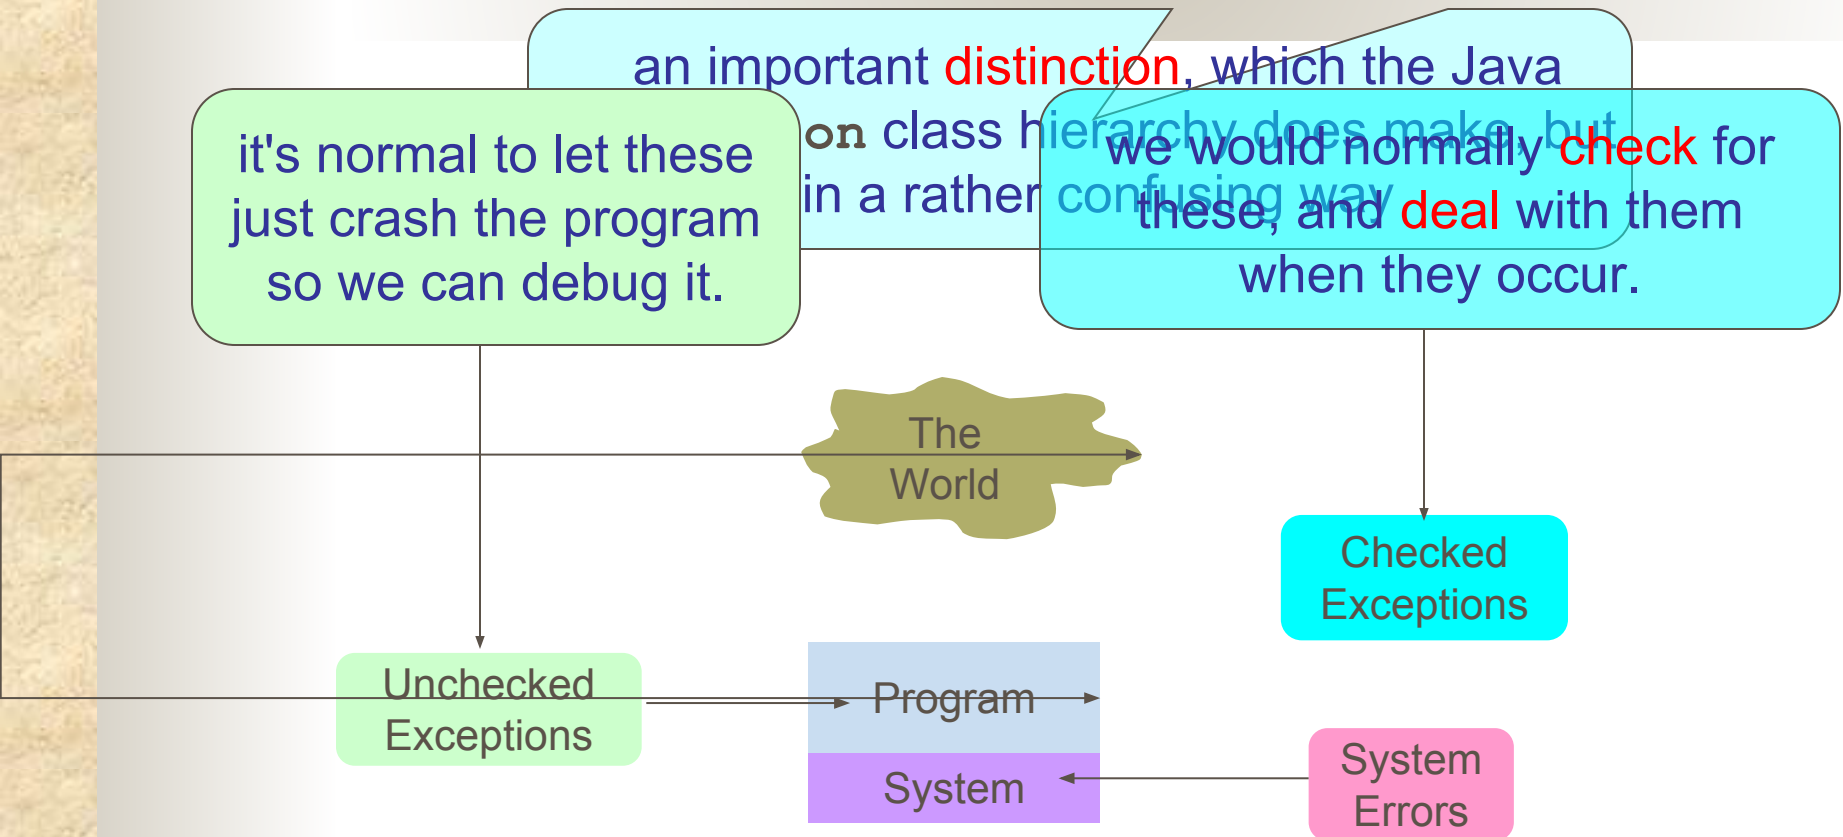 an important distinction, which the Java
on class hierarchy does make, but
in a rather confusing way
it's normal to let these
just crash the program
so we can debug it.
we would normally check for
these, and deal with them
when they occur.
The
World
Checked
Exceptions
Unchecked
Exceptions
Program
System
System
Errors